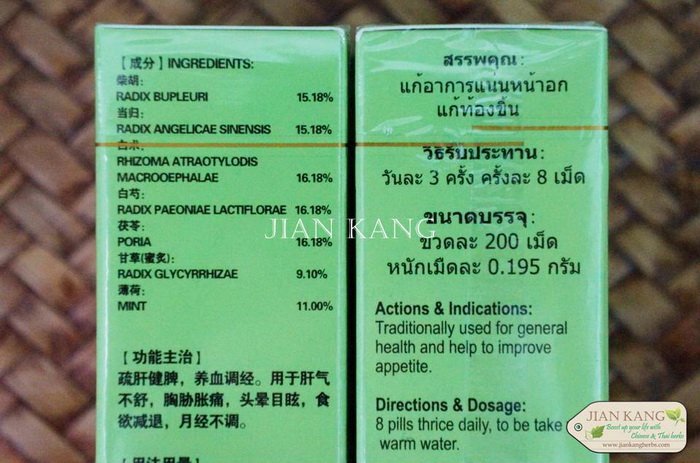 【成分】INGREDIENTS:
柴胡:
RADIX BUPLEURI 15.18%
当归:
RADIX ANGELICAE SINENSIS 15.18%
白术:
RHIZOMA ATRAOTYLODIS
MACROOEPHALAE 16.18%
白芍:
RADIX PAEONIAE LACTIFLORAE 16.18%
茯苓:
PORIA 16.18%
甘草(蜜炙):
RADIX GLYCYRRHIZAE 9.10%
薄荷:
MINT 11.00%
【功能主治】
疏肝健脾，养血调经。用于肝气
不舒，胸胁胀痛，头晕目眩，食
欲减退，月经不调。
【用法用量】
สรรพคุณ:
แก้อาการแน่นหน้าอก
แก้ท้องขึ้น
วิธีรับประทาน:
วันละ 3 ครั้ง ครั้งละ 8 เม็ด
ขนาดบรรจุ:
ขวดละ 200 เม็ด
หนักเม็ดละ 0.195 กรัม
Actions & Indications:
Traditionally used for general
health and help to improve
appetite.
Directions & Dosage:
8 pills thrice daily, to be take
warm water.
JIAN KANG
JIAN KANG
Boost up your life with
Chinese & Thai herbs
www.jiankangherbs.com